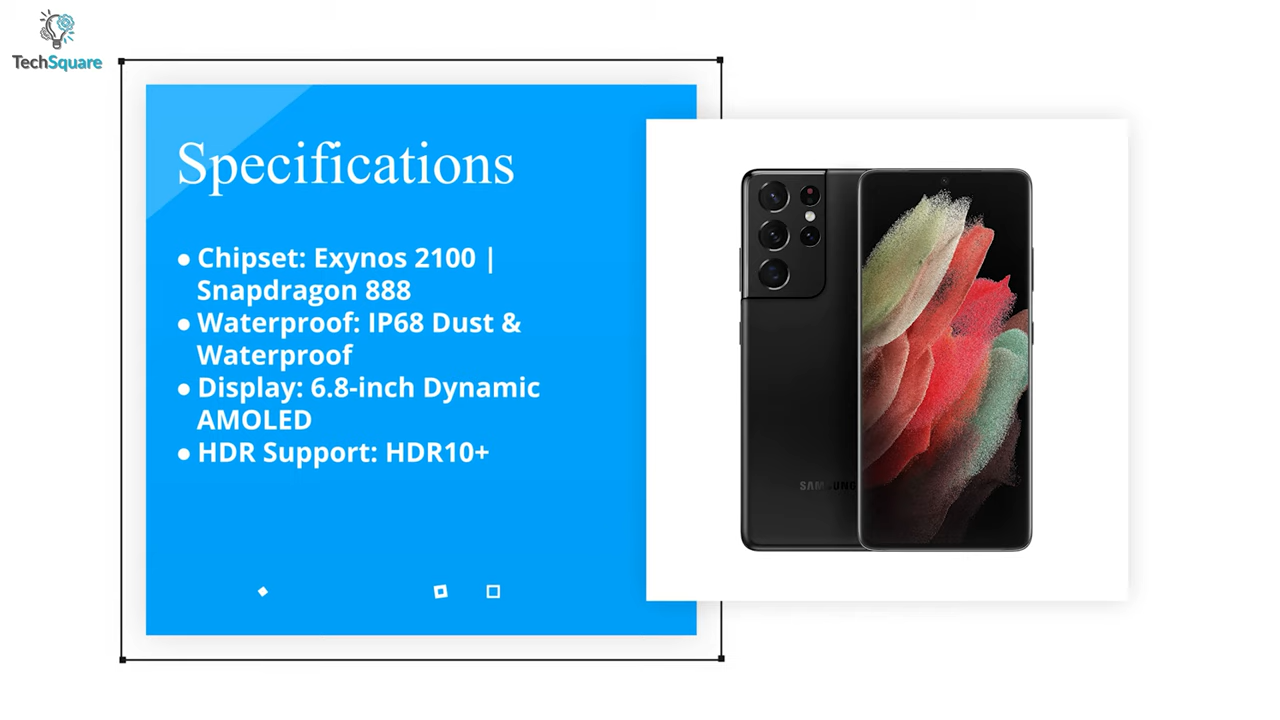 TechSquare
Specifications
● Chipset: Exynos 2100 |
Snapdragon 888
● Waterproof: IP68 Dust &
Waterproof
● Display: 6.8-inch Dynamic
AMOLED
● HDR Support: HDR10+
SAMSUNG